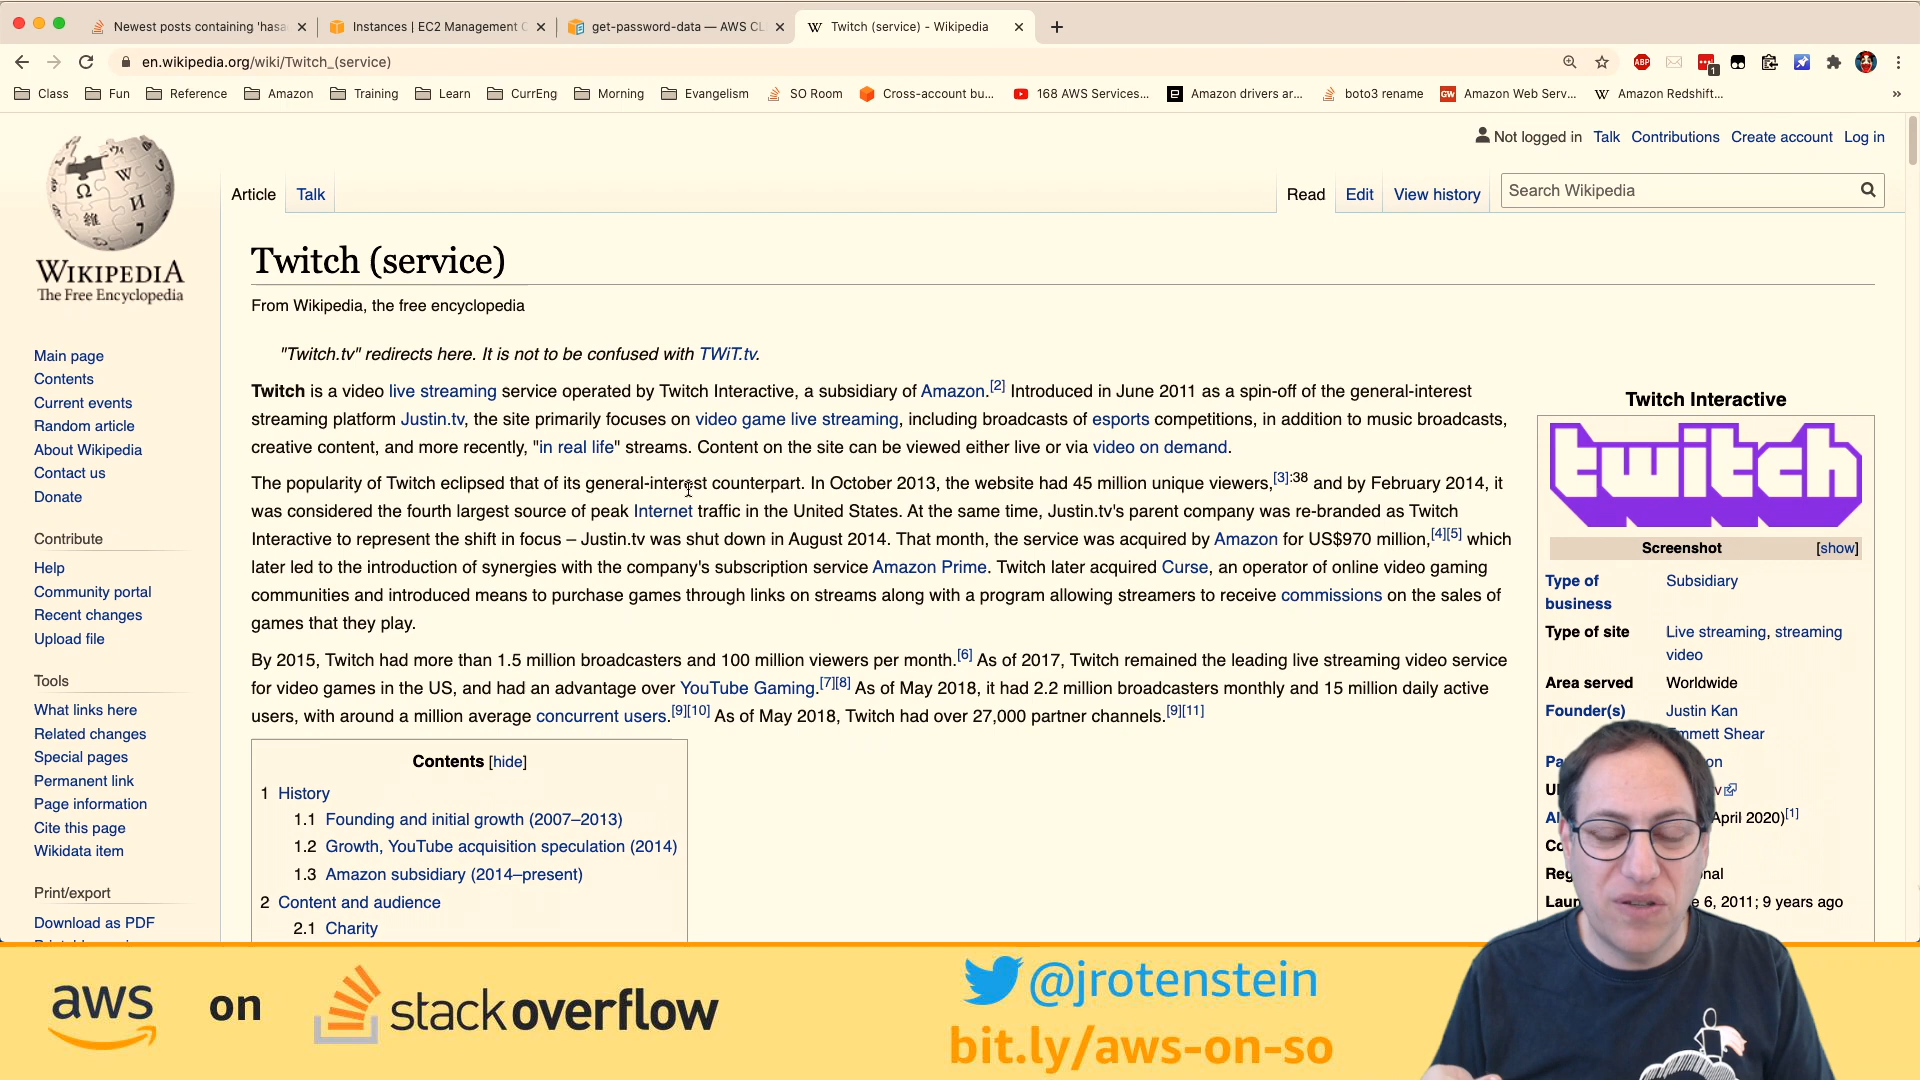 Newest posts containing 'hasa
Instances | EC2 Management C
get-password-data — AWS CL
Twitch (service) - Wikipedia
en.wikipedia.org/wiki/Twitch_(service)
Class
Fun
Reference
Amazon
Training
Learn
CurrEng
Morning
Evangelism
SO Room
Cross-account bu...
168 AWS Services...
Amazon drivers ar...
boto3 rename
Amazon Web Serv...
Amazon Redshift...
Not logged in Talk Contributions Create account Log in
Article Talk
Read Edit View history
Search Wikipedia
WIKIPEDIA
The Free Encyclopedia
Main page
Contents
Current events
Random article
About Wikipedia
Contact us
Donate
Contribute
Help
Community portal
Recent changes
Upload file
Tools
What links here
Related changes
Special pages
Permanent link
Page information
Cite this page
Wikidata item
Print/export
Download as PDF
Twitch (service)
From Wikipedia, the free encyclopedia
"Twitch.tv" redirects here. It is not to be confused with TWiT.tv.
Twitch is a video live streaming service operated by Twitch Interactive, a subsidiary of Amazon.[2] Introduced in June 2011 as a spin-off of the general-interest
streaming platform Justin.tv, the site primarily focuses on video game live streaming, including broadcasts of esports competitions, in addition to music broadcasts,
creative content, and more recently, "in real life" streams. Content on the site can be viewed either live or via video on demand.
The popularity of Twitch eclipsed that of its general-interest counterpart. In October 2013, the website had 45 million unique viewers,[3]:38 and by February 2014, it
was considered the fourth largest source of peak Internet traffic in the United States. At the same time, Justin.tv's parent company was re-branded as Twitch
Interactive to represent the shift in focus – Justin.tv was shut down in August 2014. That month, the service was acquired by Amazon for US$970 million,[4][5] which
later led to the introduction of synergies with the company's subscription service Amazon Prime. Twitch later acquired Curse, an operator of online video gaming
communities and introduced means to purchase games through links on streams along with a program allowing streamers to receive commissions on the sales of
games that they play.
By 2015, Twitch had more than 1.5 million broadcasters and 100 million viewers per month.[6] As of 2017, Twitch remained the leading live streaming video service
for video games in the US, and had an advantage over YouTube Gaming.[7][8] As of May 2018, it had 2.2 million broadcasters monthly and 15 million daily active
users, with around a million average concurrent users.[9][10] As of May 2018, Twitch had over 27,000 partner channels.[9][11]
Contents [hide]
1 History
1.1 Founding and initial growth (2007–2013)
1.2 Growth, YouTube acquisition speculation (2014)
1.3 Amazon subsidiary (2014–present)
2 Content and audience
2.1 Charity
Twitch Interactive
twitch
Screenshot [show]
Type of business Subsidiary
Type of site Live streaming, streaming video
Area served Worldwide
Founder(s) Justin Kan
Emmett Shear
April 2020)[1]
6, 2011; 9 years ago
aws on stackoverflow
@jrotenstein
bit.ly/aws-on-so